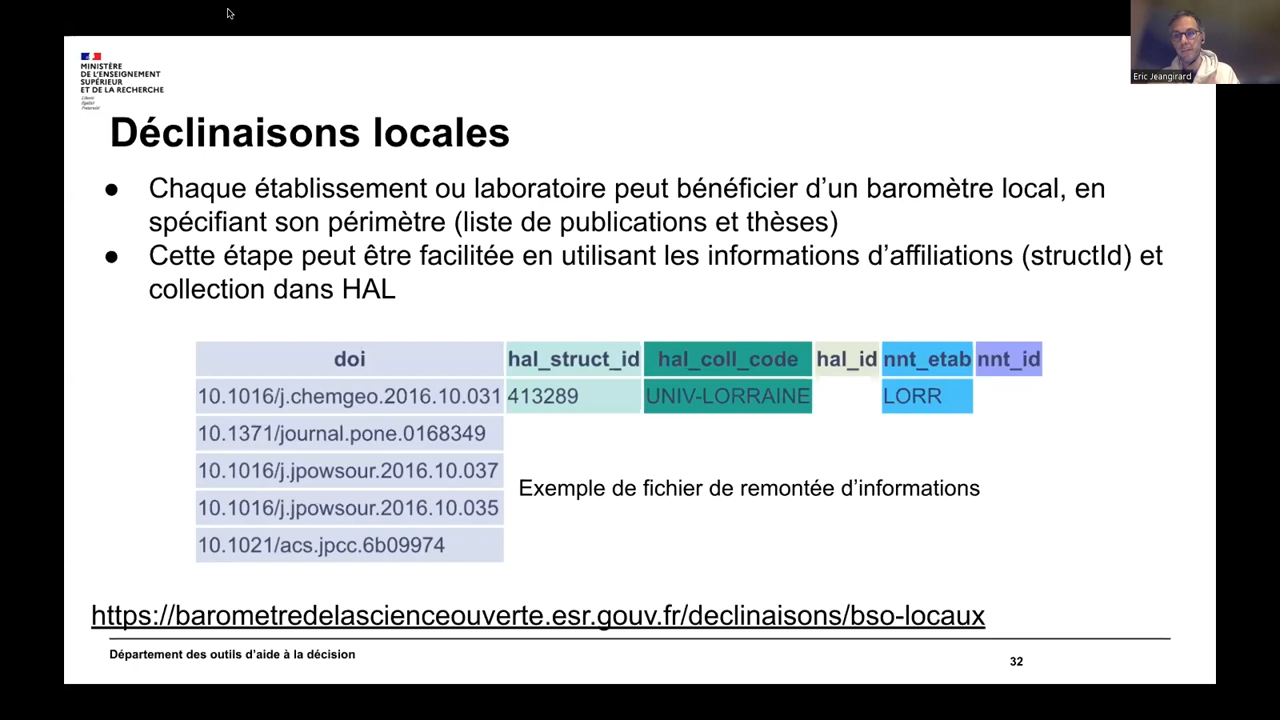 MINISTÈRE
DE L'ENSEIGNEMENT
SUPÉRIEUR
ET DE LA RECHERCHE
Liberté
Égalité
Fraternité
Eric Jeangirard
Déclinaisons locales
● Chaque établissement ou laboratoire peut bénéficier d’un baromètre local, en
spécifiant son périmètre (liste de publications et thèses)
● Cette étape peut être facilitée en utilisant les informations d’affiliations (structId) et
collection dans HAL
doi hal_struct_id hal_coll_code hal_id nnt_etab nnt_id
10.1016/j.chemgeo.2016.10.031 413289 UNIV-LORRAINE LORR
10.1371/journal.pone.0168349
10.1016/j.jpowsour.2016.10.037
10.1016/j.jpowsour.2016.10.035
10.1021/acs.jpcc.6b09974
Exemple de fichier de remontée d’informations
https://barometredelascienceouverte.esr.gouv.fr/declinaisons/bso-locaux
Département des outils d’aide à la décision
32